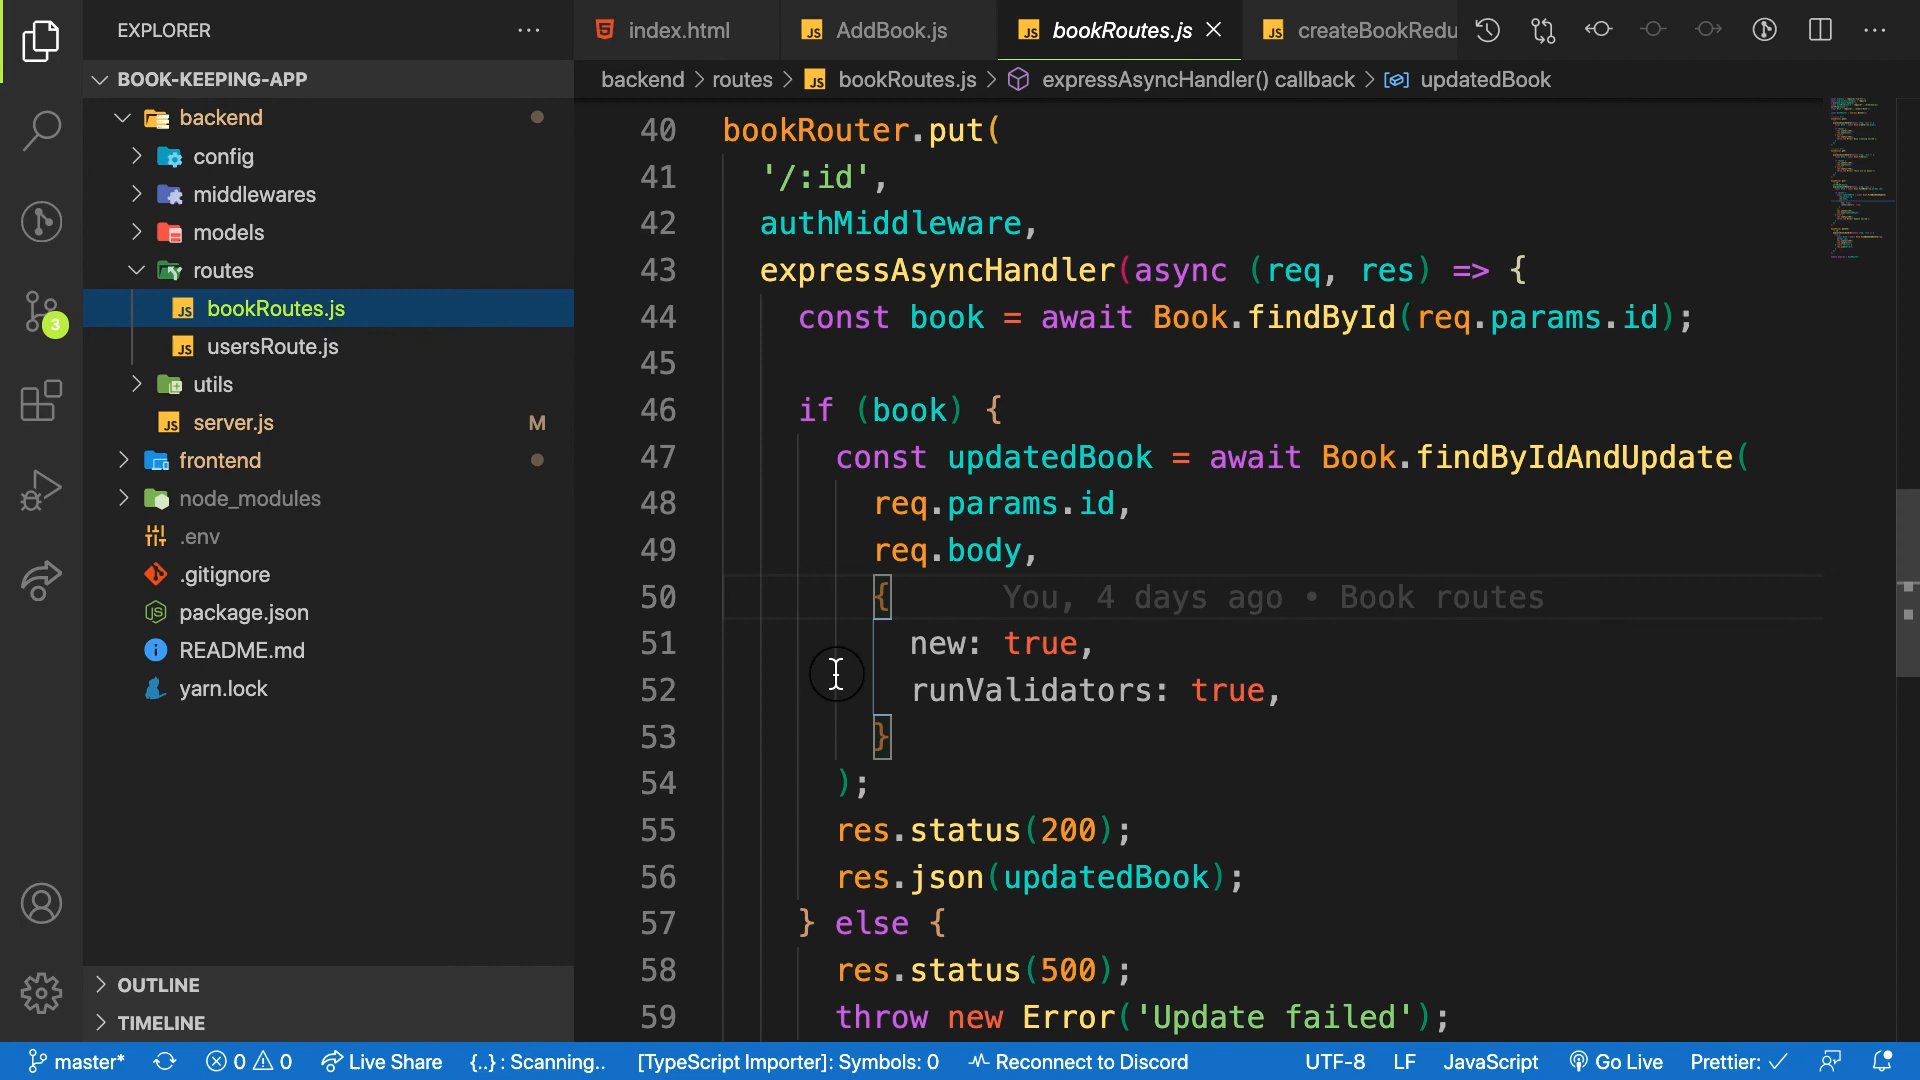 EXPLORER
index.html
AddBook.js
bookRoutes.js
createBookRedu
BOOK-KEEPING-APP
backend > routes > JS bookRoutes.js > expressAsyncHandler() callback > updatedBook
backend
config
middlewares
models
routes
JS bookRoutes.js
JS usersRoute.js
utils
JS server.js M
frontend
node_modules
.env
.gitignore
package.json
README.md
yarn.lock
OUTLINE
TIMELINE
3
40 bookRouter.put(
41 '/:id',
42 authMiddleware,
43 expressAsyncHandler(async (req, res) => {
44 const book = await Book.findById(req.params.id);
45
46 if (book) {
47 const updatedBook = await Book.findByIdAndUpdate(
48 req.params.id,
49 req.body,
50 { You, 4 days ago • Book routes
51 new: true,
52 runValidators: true,
53 }
54 );
55 res.status(200);
56 res.json(updatedBook);
57 } else {
58 res.status(500);
59 throw new Error('Update failed');
master* 0 0 Live Share {..} : Scanning.. [TypeScript Importer]: Symbols: 0 Reconnect to Discord UTF-8 LF JavaScript Go Live Prettier: ✓